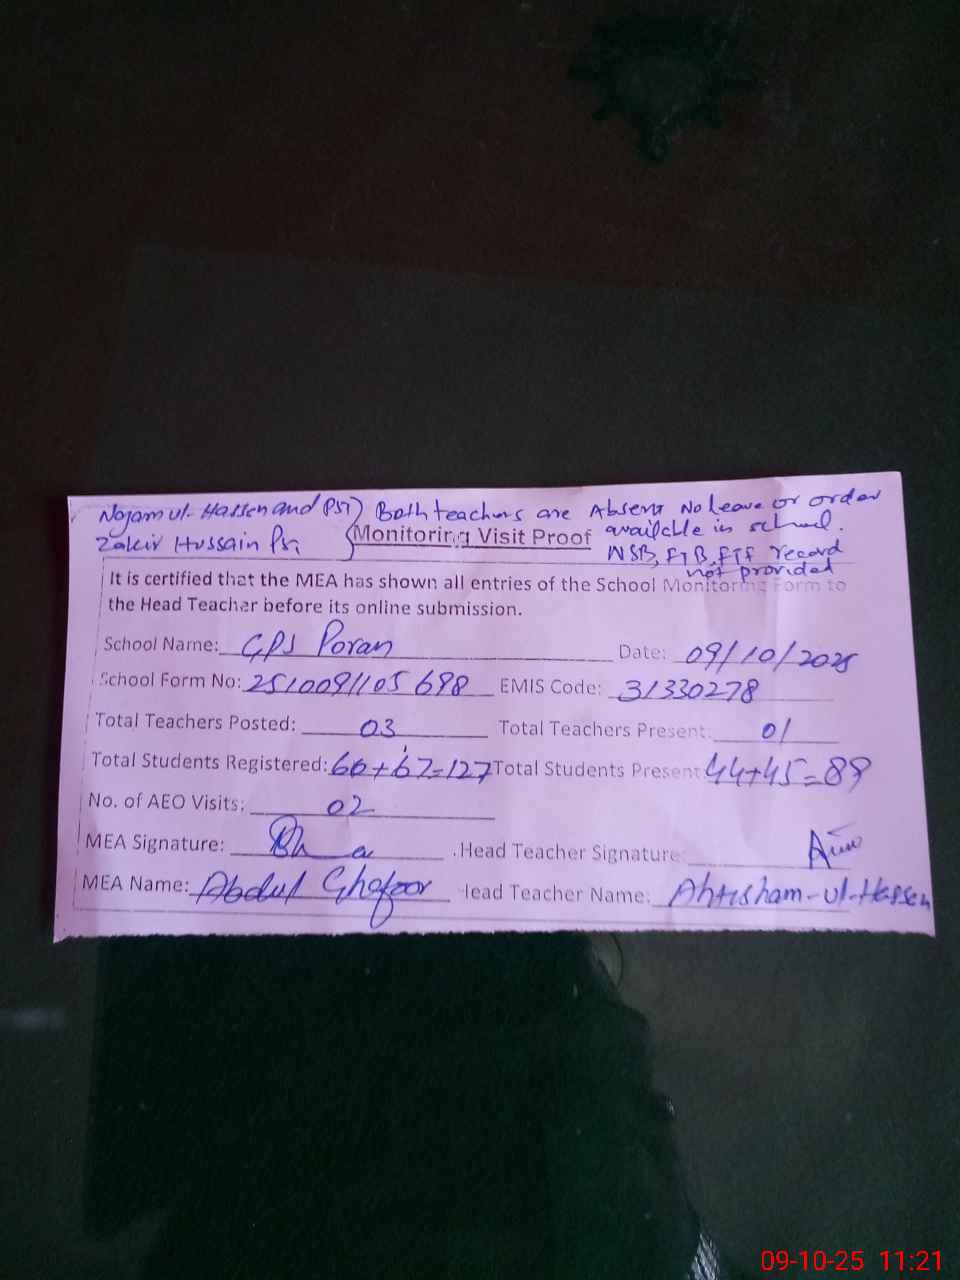 Najam ul-Hassan and PST) Both teachers are Absent No Leave or order
Zakir Hussain Pst
available in school.
Monitoring Visit Proof
NSB, FTB, FTF record
not provided
It is certified that the MEA has shown all entries of the School Monitoring Form to
the Head Teacher before its online submission.
School Name: GPS Poran Date: 09/10/2025
School Form No: 2510091105698 EMIS Code: 31330278
Total Teachers Posted: 03 Total Teachers Present: 01
Total Students Registered: 60+67=127 Total Students Present: 44+45=89
No. of AEO Visits: 02
MEA Signature: Head Teacher Signature:
MEA Name: Abdul Ghafoor Head Teacher Name: Ahtisham-ul-Hassen
09-10-25 11:21